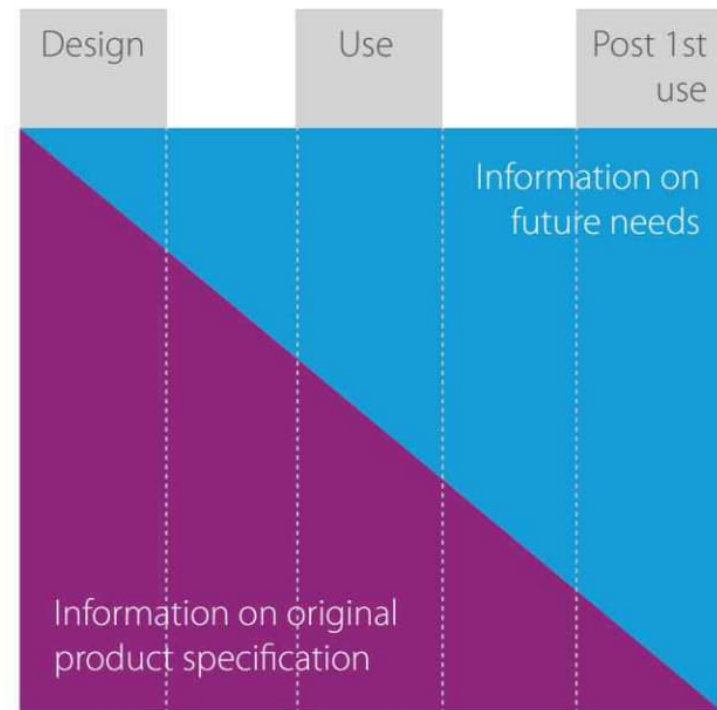 Design
Use
Post 1st
use
Information on
future needs
Information on original
product specification